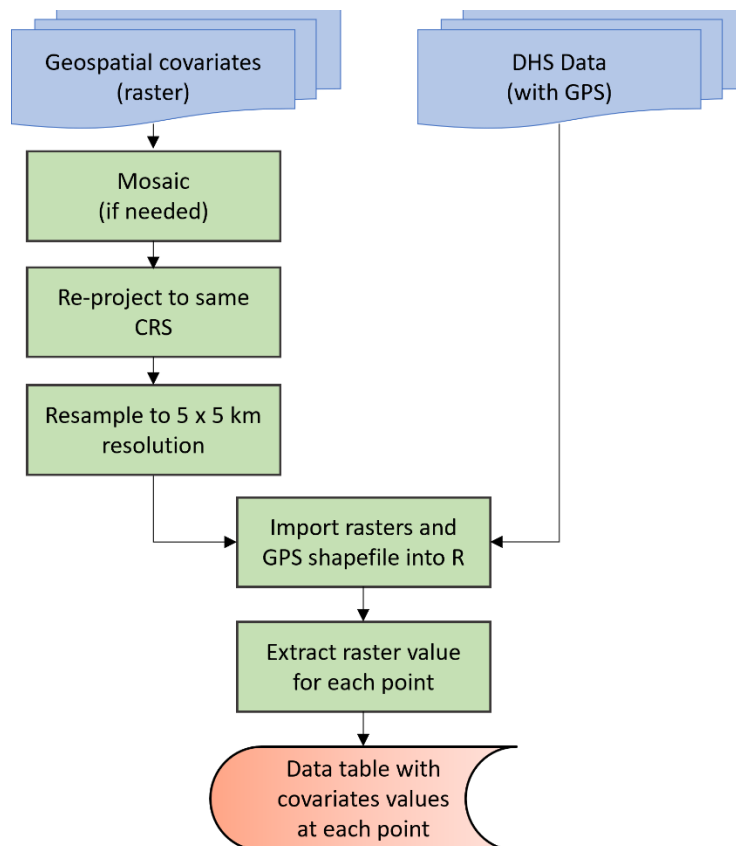 Geospatial covariates
(raster)
DHS Data
(with GPS)
Mosaic
(if needed)
Re-project to same
CRS
Resample to 5 x 5 km
resolution
Import rasters and
GPS shapefile into R
Extract raster value
for each point
Data table with
covariates values
at each point